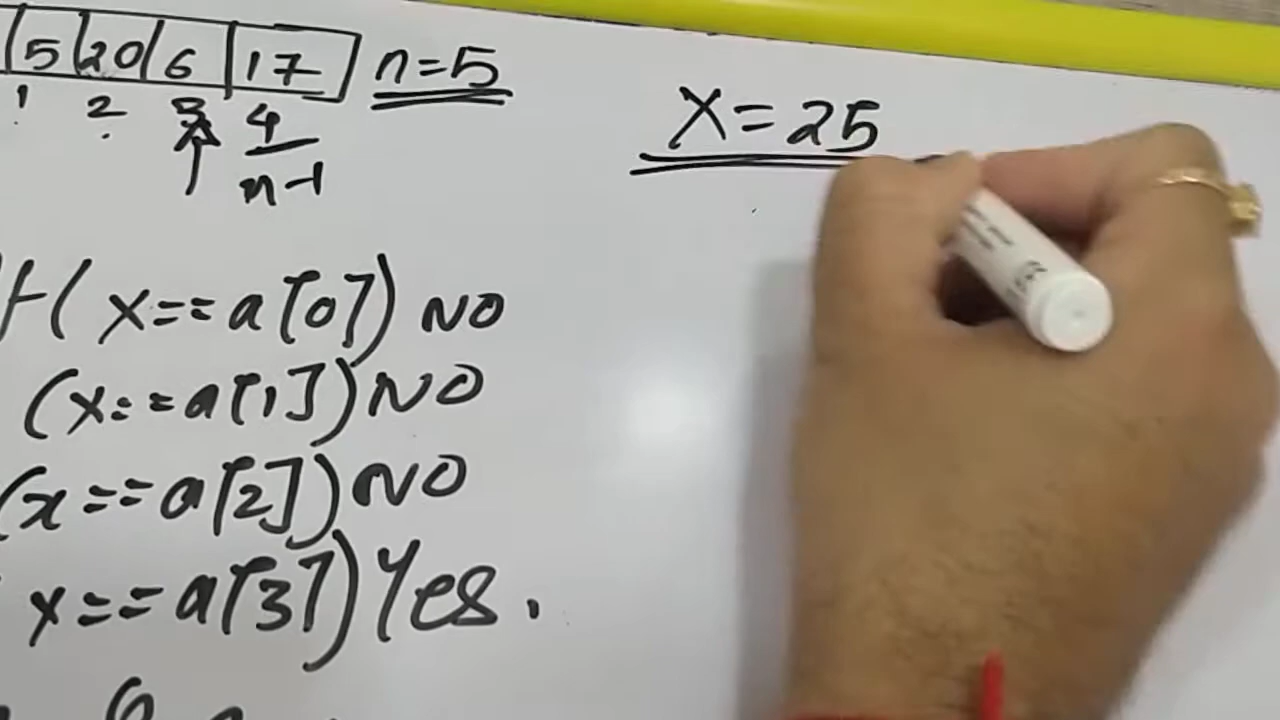 5 20 6 17 n=5
1 2 3 4
n-1
X=25
(x==a[0]) NO
(x==a[1]) NO
(x==a[2]) NO
x==a[3]) Yes.